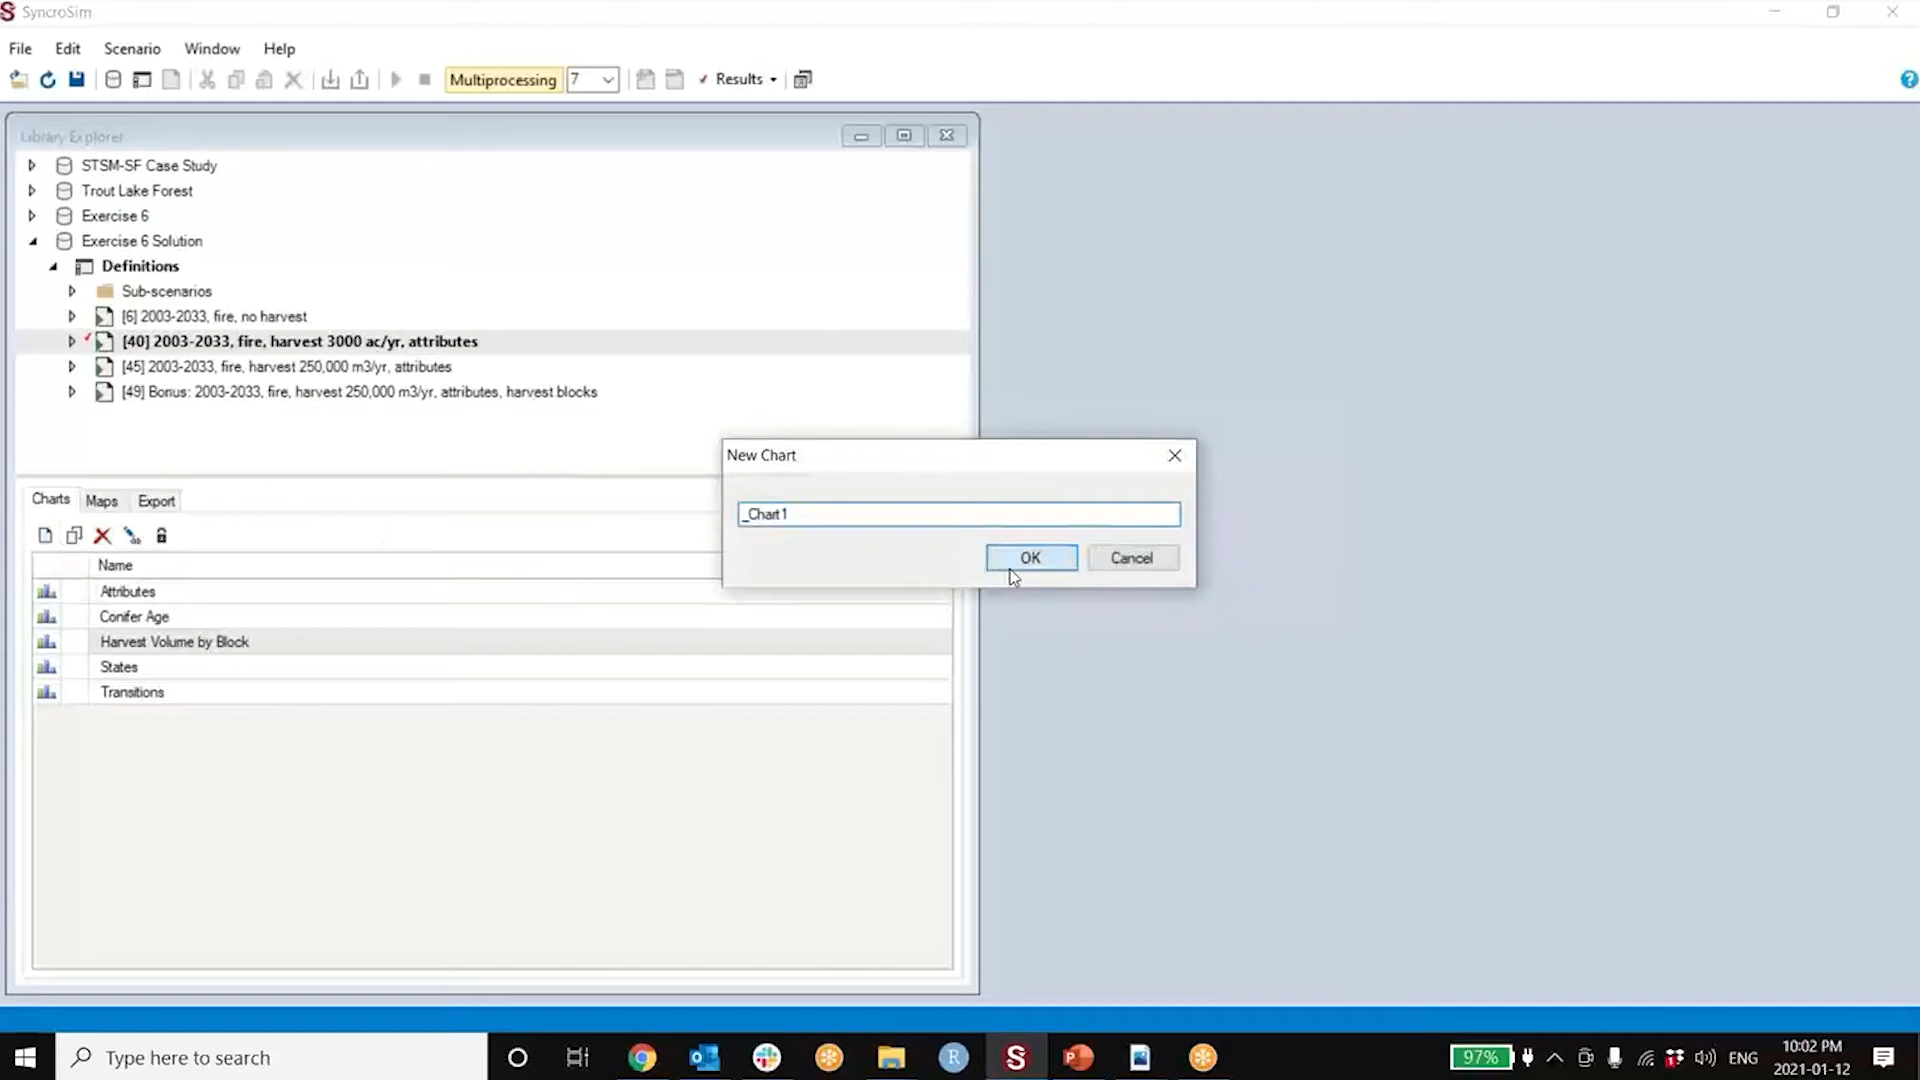 SyncroSim
File Edit Scenario Window Help
Multiprocessing 7 Results
Library Explorer
STSM-SF Case Study
Trout Lake Forest
Exercise 6
Exercise 6 Solution
Definitions
Sub-scenarios
[6] 2003-2033, fire, no harvest
[40] 2003-2033, fire, harvest 3000 ac/yr, attributes
[45] 2003-2033, fire, harvest 250,000 m3/yr, attributes
[49] Bonus: 2003-2033, fire, harvest 250,000 m3/yr, attributes, harvest blocks
New Chart
_Chart1
OK Cancel
Charts Maps Export
Name
Attributes
Conifer Age
Harvest Volume by Block
States
Transitions
Type here to search
97% ENG 10:02 PM
2021-01-12